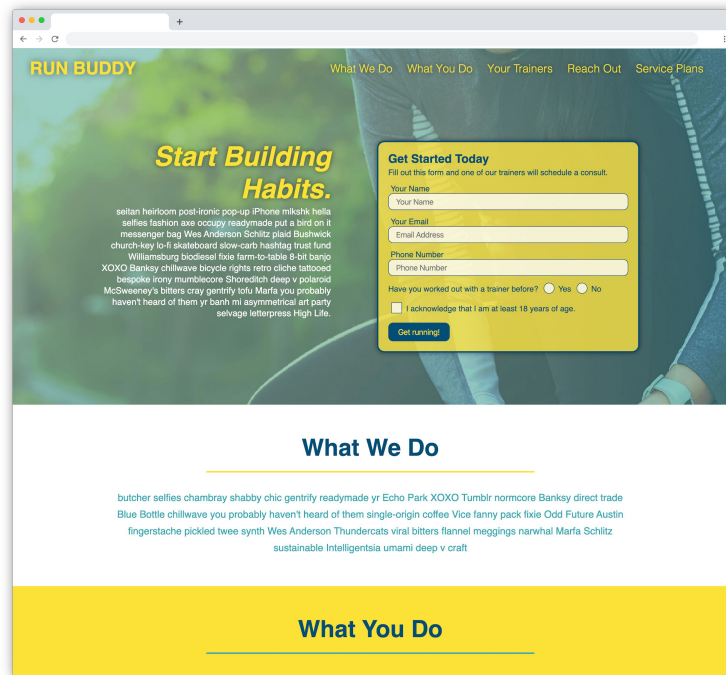 RUN BUDDY
What We Do What You Do Your Trainers Reach Out Service Plans
Start Building
Habits.
seitan heirloom post-ironic pop-up iPhone mlkshk hella
selfies fashion axe occupy readymade put a bird on it
messenger bag Wes Anderson Schlitz plaid Bushwick
church-key lo-fi skateboard slow-carb hashtag trust fund
Williamsburg biodiesel fixie farm-to-table 8-bit banjo
XOXO Banksy chillwave bicycle rights retro cliche tattooed
bespoke irony mumblecore Shoreditch deep v polaroid
McSweeney's bitters cray gentrify tofu Marfa you probably
haven't heard of them yr banh mi asymmetrical art party
selvage letterpress High Life.
Get Started Today
Fill out this form and one of our trainers will schedule a consult.
Your Name
Your Name
Your Email
Email Address
Phone Number
Phone Number
Have you worked out with a trainer before? Yes No
I acknowledge that I am at least 18 years of age.
Get running!
What We Do
butcher selfies chambray shabby chic gentrify readymade yr Echo Park XOXO Tumblr normcore Banksy direct trade
Blue Bottle chillwave you probably haven't heard of them single-origin coffee Vice fanny pack fixie Odd Future Austin
fingerstache pickled twee synth Wes Anderson Thundercats viral bitters flannel meggings narwhal Marfa Schlitz
sustainable Intelligentsia umami deep v craft
What You Do